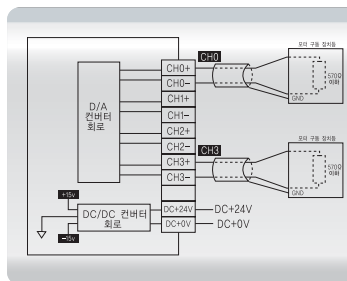 CH0
모터 구동 장치등
CH0+
CH0-
570Ω
이하
GND
CH1+
D/A
컨버터
회로
CH1-
CH2+
CH2-
CH3
모터 구동 장치등
CH3+
CH3-
570Ω
이하
GND
+15v
DC/DC 컨버터
회로
DC+24V
DC+24V
DC+0V
DC+0V
-15v